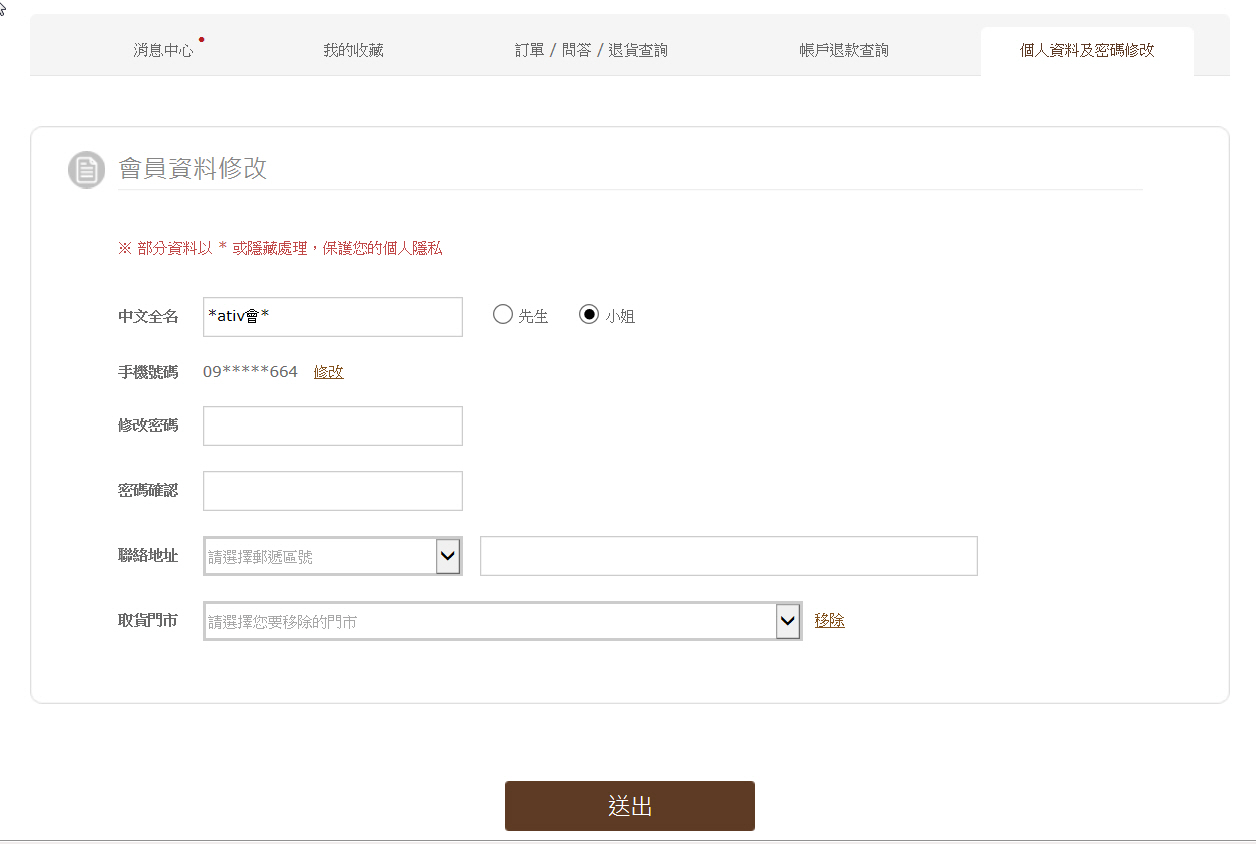 消息中心
我的收藏
訂單 / 問答 / 退貨查詢
帳戶退款查詢
個人資料及密碼修改
會員資料修改
※ 部分資料以 * 或隱藏處理，保護您的個人隱私
中文全名 *ativ會* 先生 小姐
手機號碼 09*****664 修改
修改密碼
密碼確認
聯絡地址 請選擇郵遞區號
取貨門市 請選擇您要移除的門市 移除
送出